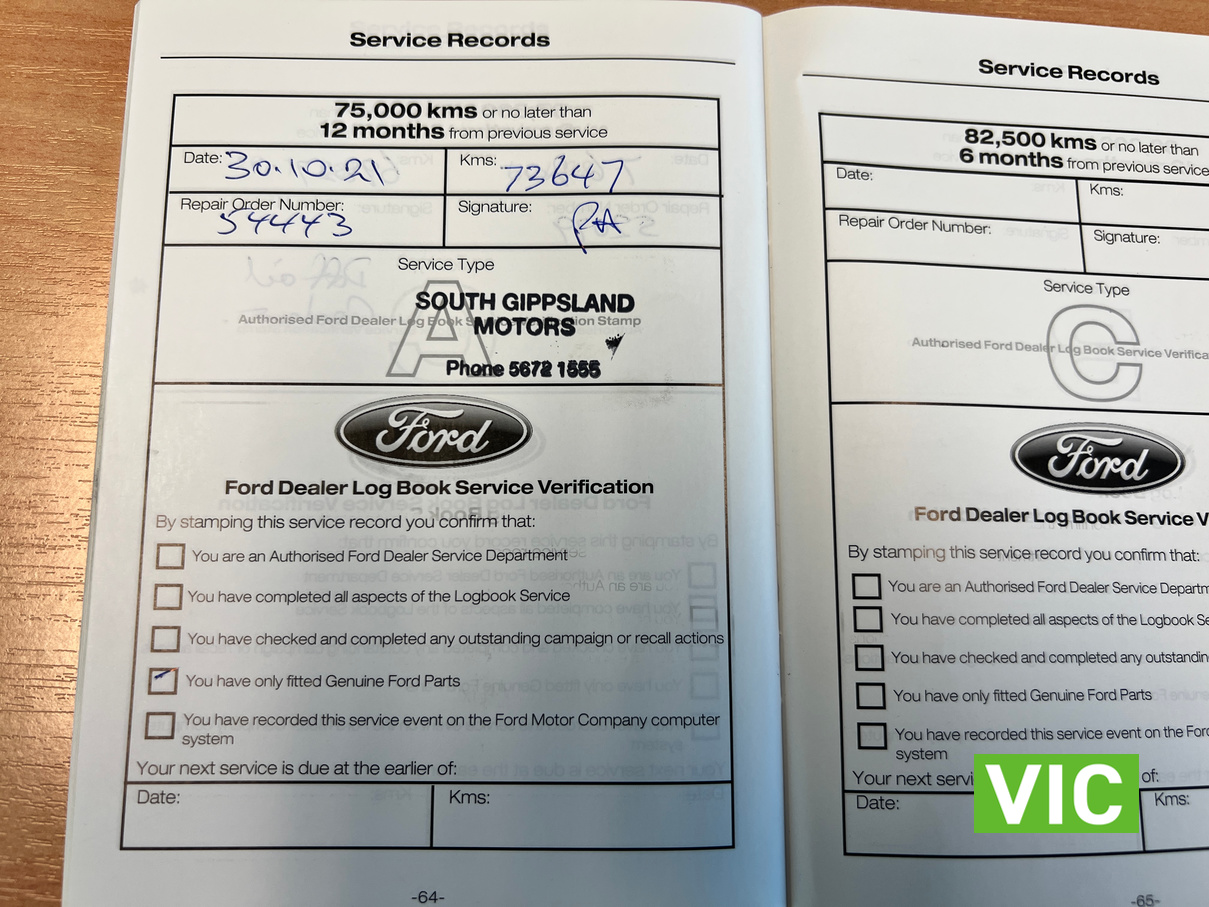 Service Records
75,000 kms or no later than
12 months from previous service
Date: 30.10.21
Kms: 73647
Repair Order Number: 54443
Signature:
Service Type
A
Authorised Ford Dealer Log Book Stamp
SOUTH GIPPSLAND
MOTORS
Phone 5672 1555
Ford
Ford Dealer Log Book Service Verification
By stamping this service record you confirm that:
You are an Authorised Ford Dealer Service Department
You have completed all aspects of the Logbook Service
You have checked and completed any outstanding campaign or recall actions
You have only fitted Genuine Ford Parts
You have recorded this service event on the Ford Motor Company computer
system
Your next service is due at the earlier of:
Date:
Kms:
-64-
Service Records
82,500 kms or no later than
6 months from previous service
Date:
Kms:
Repair Order Number:
Signature:
Service Type
C
Authorised Ford Dealer Log Book Service Verifica
Ford
Ford Dealer Log Book Service V
By stamping this service record you confirm that:
You are an Authorised Ford Dealer Service Departm
You have completed all aspects of the Logbook Se
You have checked and completed any outstandin
You have only fitted Genuine Ford Parts
You have recorded this service event on the Ford
system
Your next servi of:
Date:
Kms:
VIC
-65-